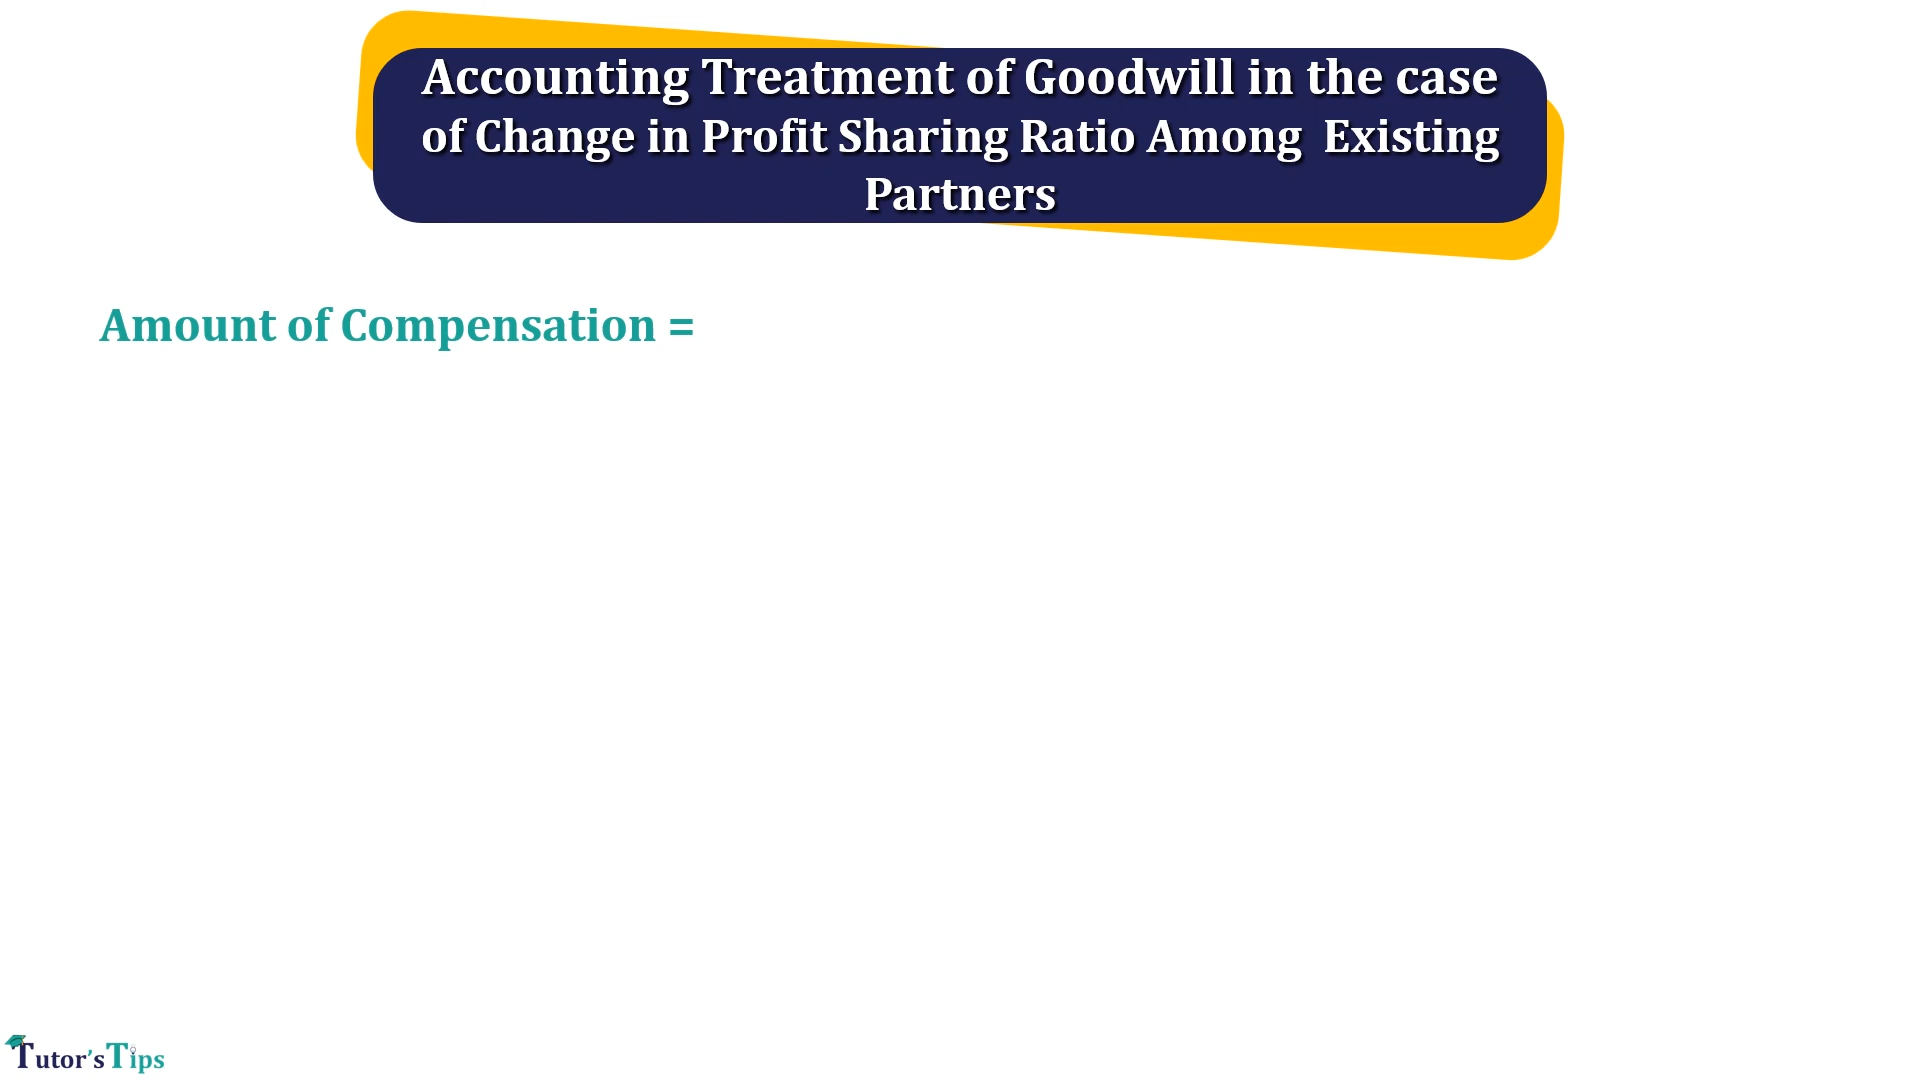 Accounting Treatment of Goodwill in the case
of Change in Profit Sharing Ratio Among  Existing
Partners
Amount of Compensation =
Tutor'sTips